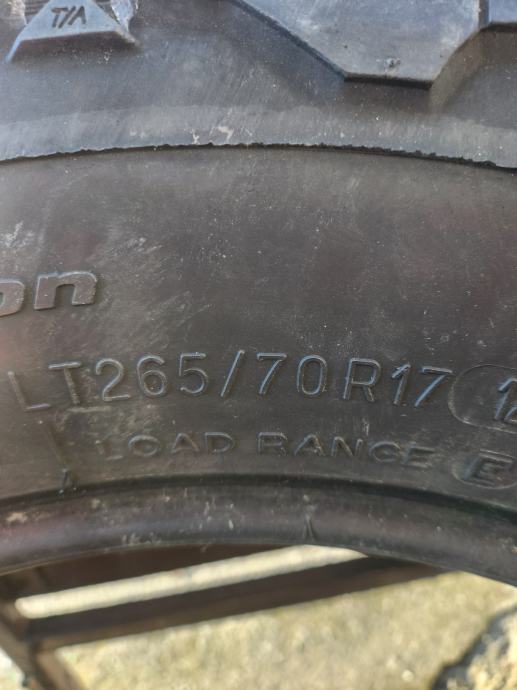 T/A
LT265/70R17
LOAD RANGE E